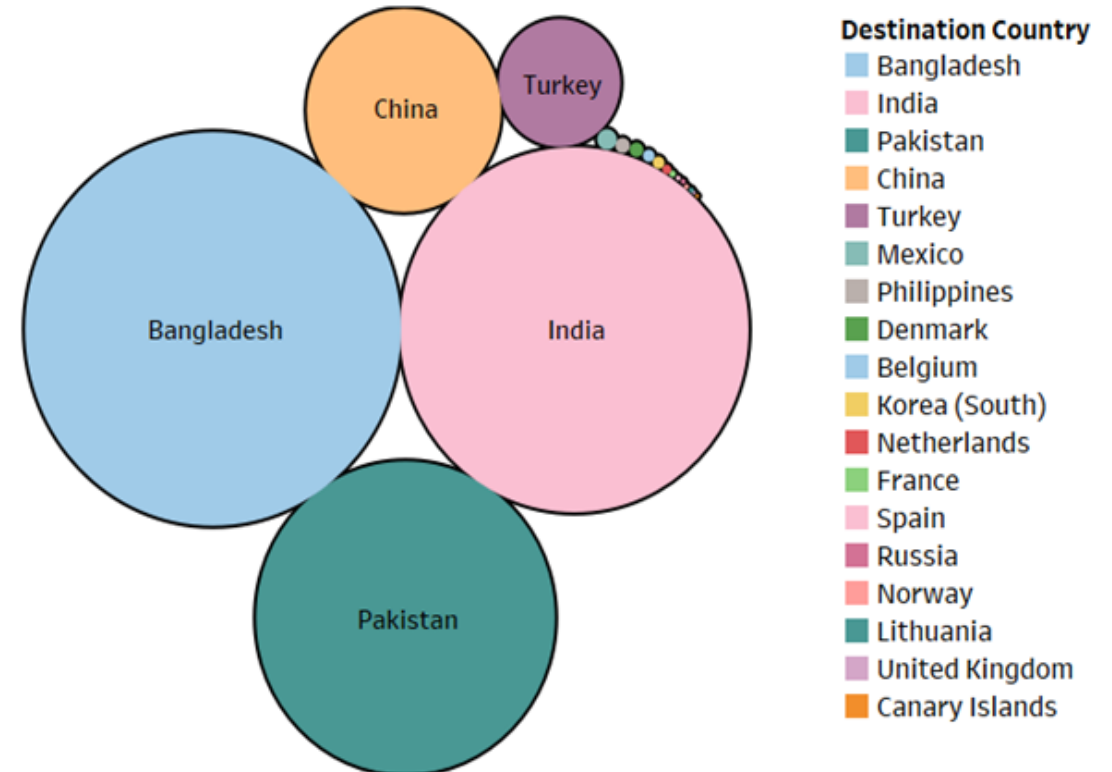 China
Turkey
Bangladesh
India
Pakistan
Destination Country
Bangladesh
India
Pakistan
China
Turkey
Mexico
Philippines
Denmark
Belgium
Korea (South)
Netherlands
France
Spain
Russia
Norway
Lithuania
United Kingdom
Canary Islands